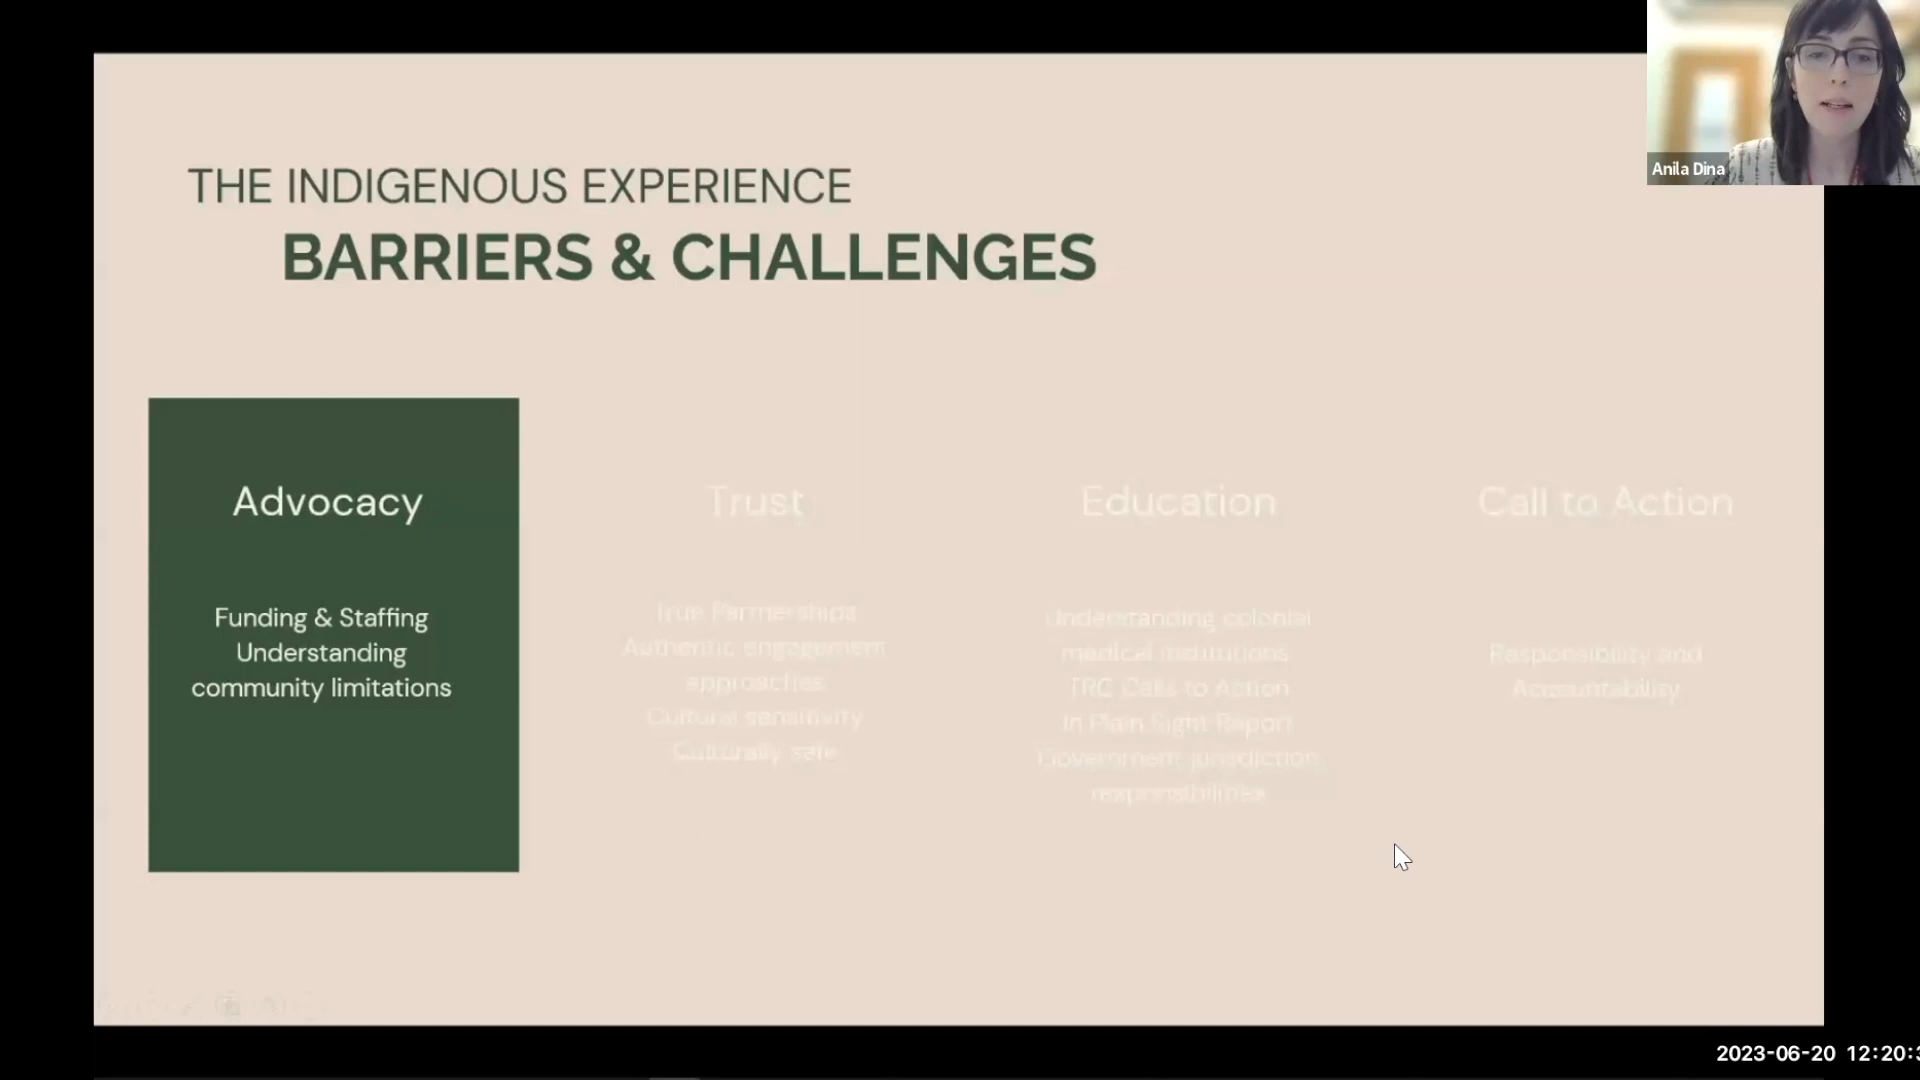 Anila Dina
THE INDIGENOUS EXPERIENCE
BARRIERS & CHALLENGES
Advocacy
Funding & Staffing
Understanding
community limitations
Trust
True Partnerships
Authentic engagement
approaches
Cultural sensitivity
Culturally safe
Education
Understanding colonial
medical institutions
TRC Calls to Action
In Plain Sight Report
Government jurisdiction
responsibilities
Call to Action
Responsibility and
Accountability
2023-06-20 12:20:3